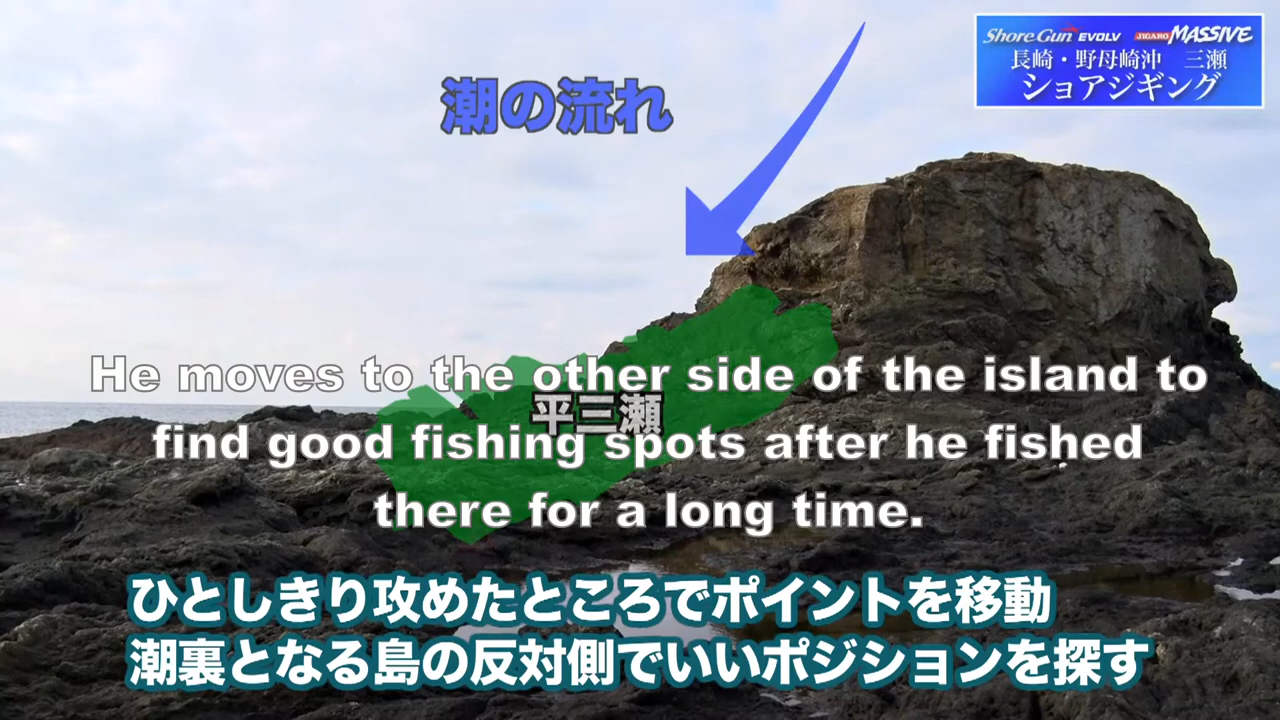 Shore Gun EVOLV JIGARO MASSIVE
長崎・野母崎沖 三瀬
ショアジギング
潮の流れ
He moves to the other side of the island to
平三瀬
find good fishing spots after he fished
there for a long time.
ひとしきり攻めたところでポイントを移動
潮裏となる島の反対側でいいポジションを探す